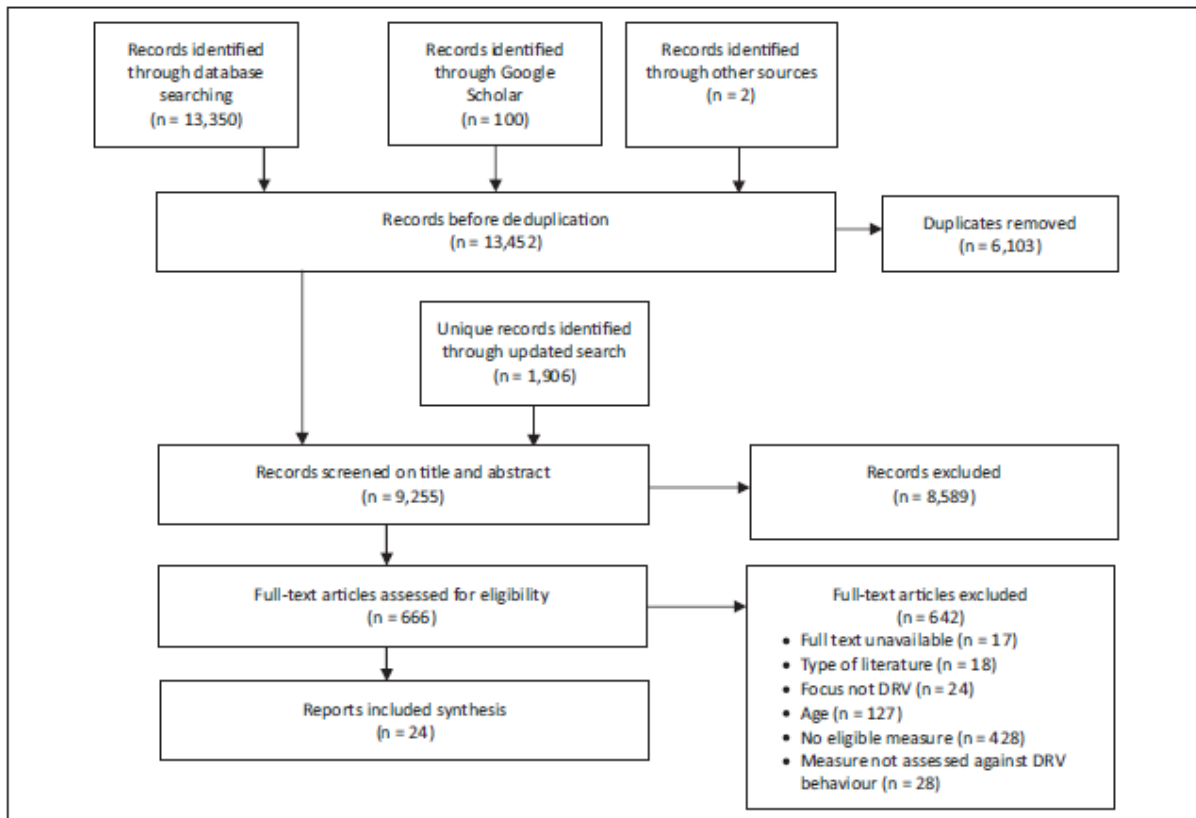 Records identified
through database
searching
(n = 13,350)
Records identified
through Google
Scholar
(n = 100)
Records identified
through other sources
(n = 2)
Records before deduplication
(n = 13,452)
Duplicates removed
(n = 6,103)
Unique records identified
through updated search
(n = 1,906)
Records screened on title and abstract
(n = 9,255)
Records excluded
(n = 8,589)
Full-text articles assessed for eligibility
(n = 666)
Full-text articles excluded
(n = 642)
• Full text unavailable (n = 17)
• Type of literature (n = 18)
• Focus not DRV (n = 24)
• Age (n = 127)
• No eligible measure (n = 428)
• Measure not assessed against DRV
behaviour (n = 28)
Reports included synthesis
(n = 24)